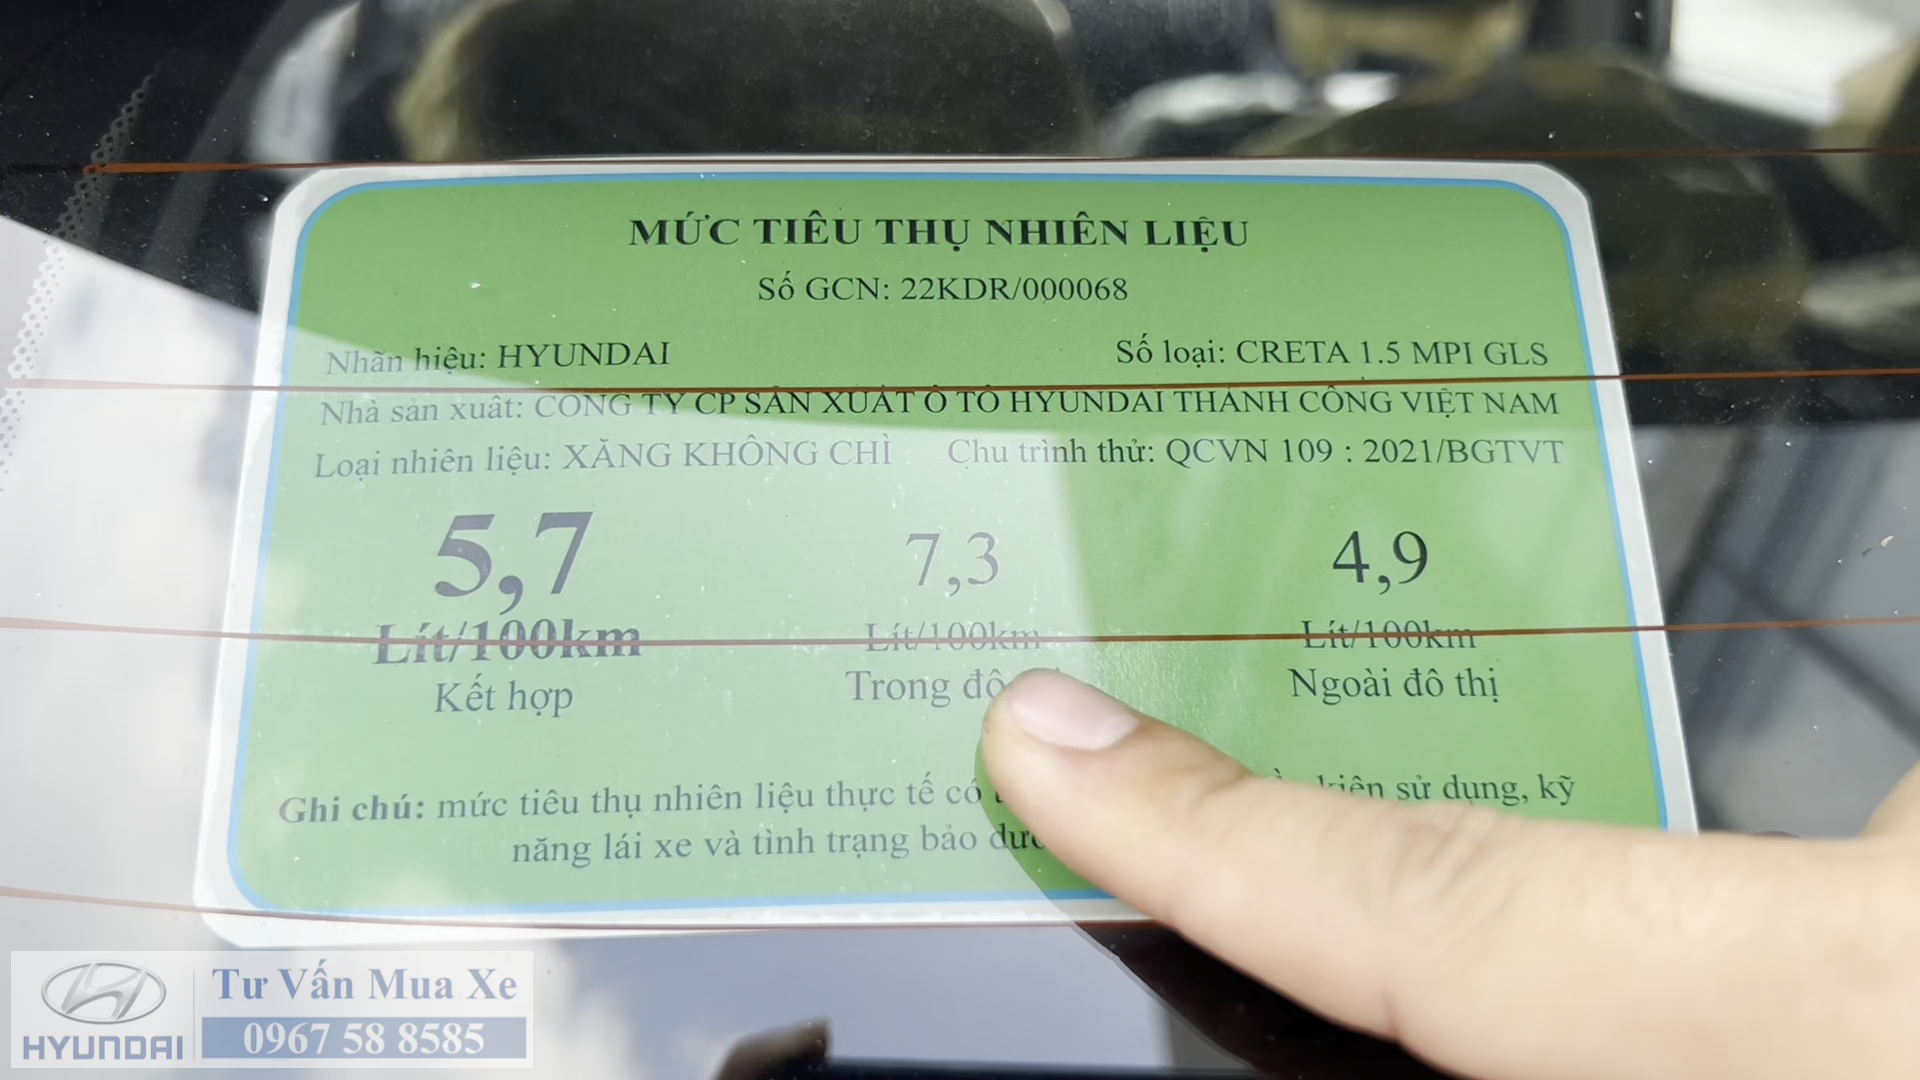 MỨC TIÊU THỤ NHIÊN LIỆU
Số GCN: 22KDR/000068
Nhãn hiệu: HYUNDAI Số loại: CRETA 1.5 MPI GLS
Nhà sản xuất: CÔNG TY CP SẢN XUẤT Ô TÔ HYUNDAI THÀNH CÔNG VIỆT NAM
Loại nhiên liệu: XĂNG KHÔNG CHÌ Chu trình thử: QCVN 109 : 2021/BGTVT
5,7 7,3 4,9
Lít/100km Lít/100km Lít/100km
Kết hợp Trong đô Ngoài đô thị
Ghi chú: mức tiêu thụ nhiên liệu thực tế có kiện sử dụng, kỹ
năng lái xe và tình trạng bảo
HYUNDAI
Tư Vấn Mua Xe
0967 58 8585